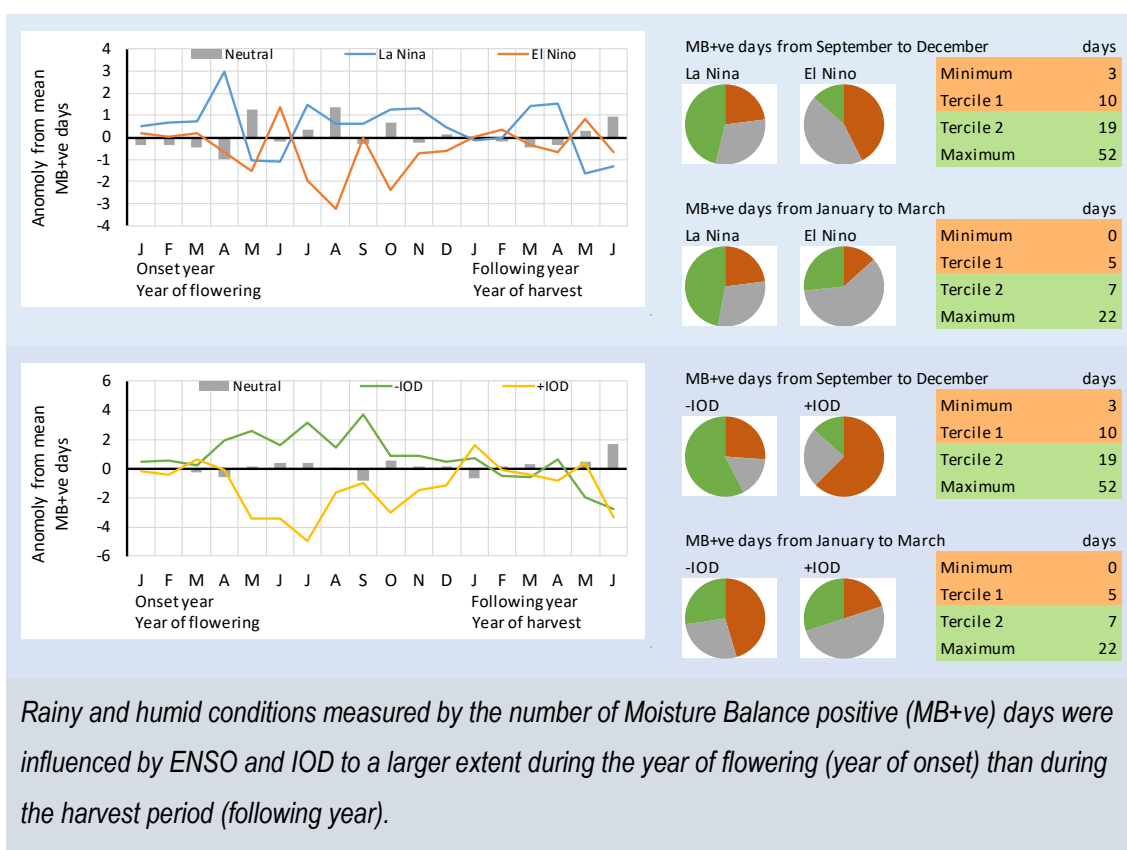 4
3
2
1
0
-1
-2
-3
-4
Anomoly from mean
MB+ve days
Neutral La Nina El Nino
J F M A M J J A S O N D J F M A M J
Onset year Following year
Year of flowering Year of harvest
MB+ve days from September to December days
La Nina El Nino
Minimum 3
Tercile 1 10
Tercile 2 19
Maximum 52
MB+ve days from January to March days
La Nina El Nino
Minimum 0
Tercile 1 5
Tercile 2 7
Maximum 22
6
4
2
0
-2
-4
-6
Anomoly from mean
MB+ve days
Neutral -IOD +IOD
J F M A M J J A S O N D J F M A M J
Onset year Following year
Year of flowering Year of harvest
MB+ve days from September to December days
-IOD +IOD
Minimum 3
Tercile 1 10
Tercile 2 19
Maximum 52
MB+ve days from January to March days
-IOD +IOD
Minimum 0
Tercile 1 5
Tercile 2 7
Maximum 22
Rainy and humid conditions measured by the number of Moisture Balance positive (MB+ve) days were
influenced by ENSO and IOD to a larger extent during the year of flowering (year of onset) than during
the harvest period (following year).